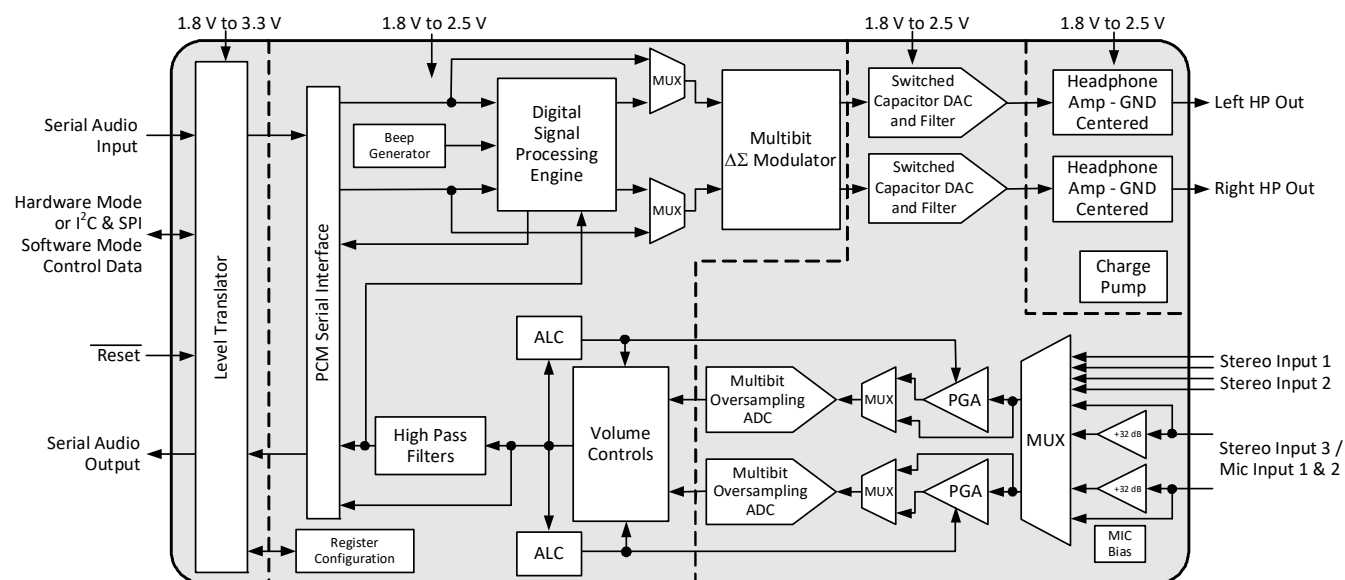 1.8 V to 3.3 V
1.8 V to 2.5 V
1.8 V to 2.5 V
1.8 V to 2.5 V
Serial Audio
Input
Hardware Mode
or I²C & SPI
Software Mode
Control Data
Reset
Serial Audio
Output
Level Translator
PCM Serial Interface
Beep
Generator
Digital
Signal
Processing
Engine
MUX
MUX
Multibit
ΔΣ Modulator
Switched
Capacitor DAC
and Filter
Switched
Capacitor DAC
and Filter
Headphone
Amp - GND
Centered
Headphone
Amp - GND
Centered
Left HP Out
Right HP Out
Charge
Pump
ALC
High Pass
Filters
Volume
Controls
ALC
Register
Configuration
Multibit
Oversampling
ADC
Multibit
Oversampling
ADC
MUX
MUX
PGA
PGA
MUX
+32 dB
+32 dB
MIC
Bias
Stereo Input 1
Stereo Input 2
Stereo Input 3 /
Mic Input 1 & 2